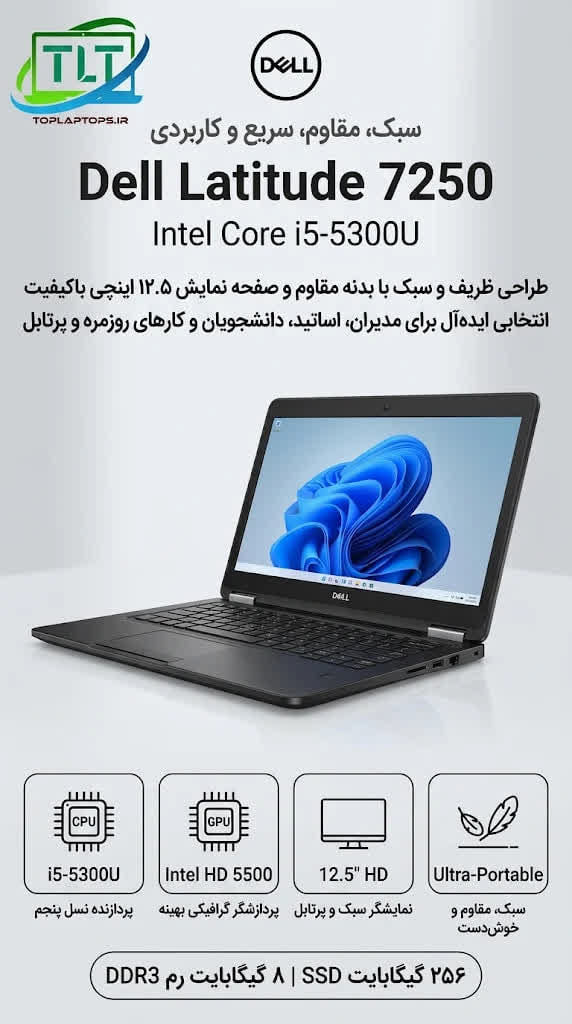 TLT
TOPLAPTOPS.IR
DELL
سبک، مقاوم، سریع و کاربردی
Dell Latitude 7250
Intel Core i5-5300U
طراحی ظریف و سبک با بدنه مقاوم و صفحه نمایش ۱۲.۵ اینچی باکیفیت
انتخابی ایده‌آل برای مدیران، اساتید، دانشجویان و کارهای روزمره و پرتابل
DELL
CPU
i5-5300U
پردازنده نسل پنجم
GPU
Intel HD 5500
پردازشگر گرافیکی بهینه
12.5" HD
نمایشگر سبک و پرتابل
Ultra-Portable
سبک، مقاوم و
خوش‌دست
۲۵۶ گیگابایت SSD | ۸ گیگابایت رم DDR3